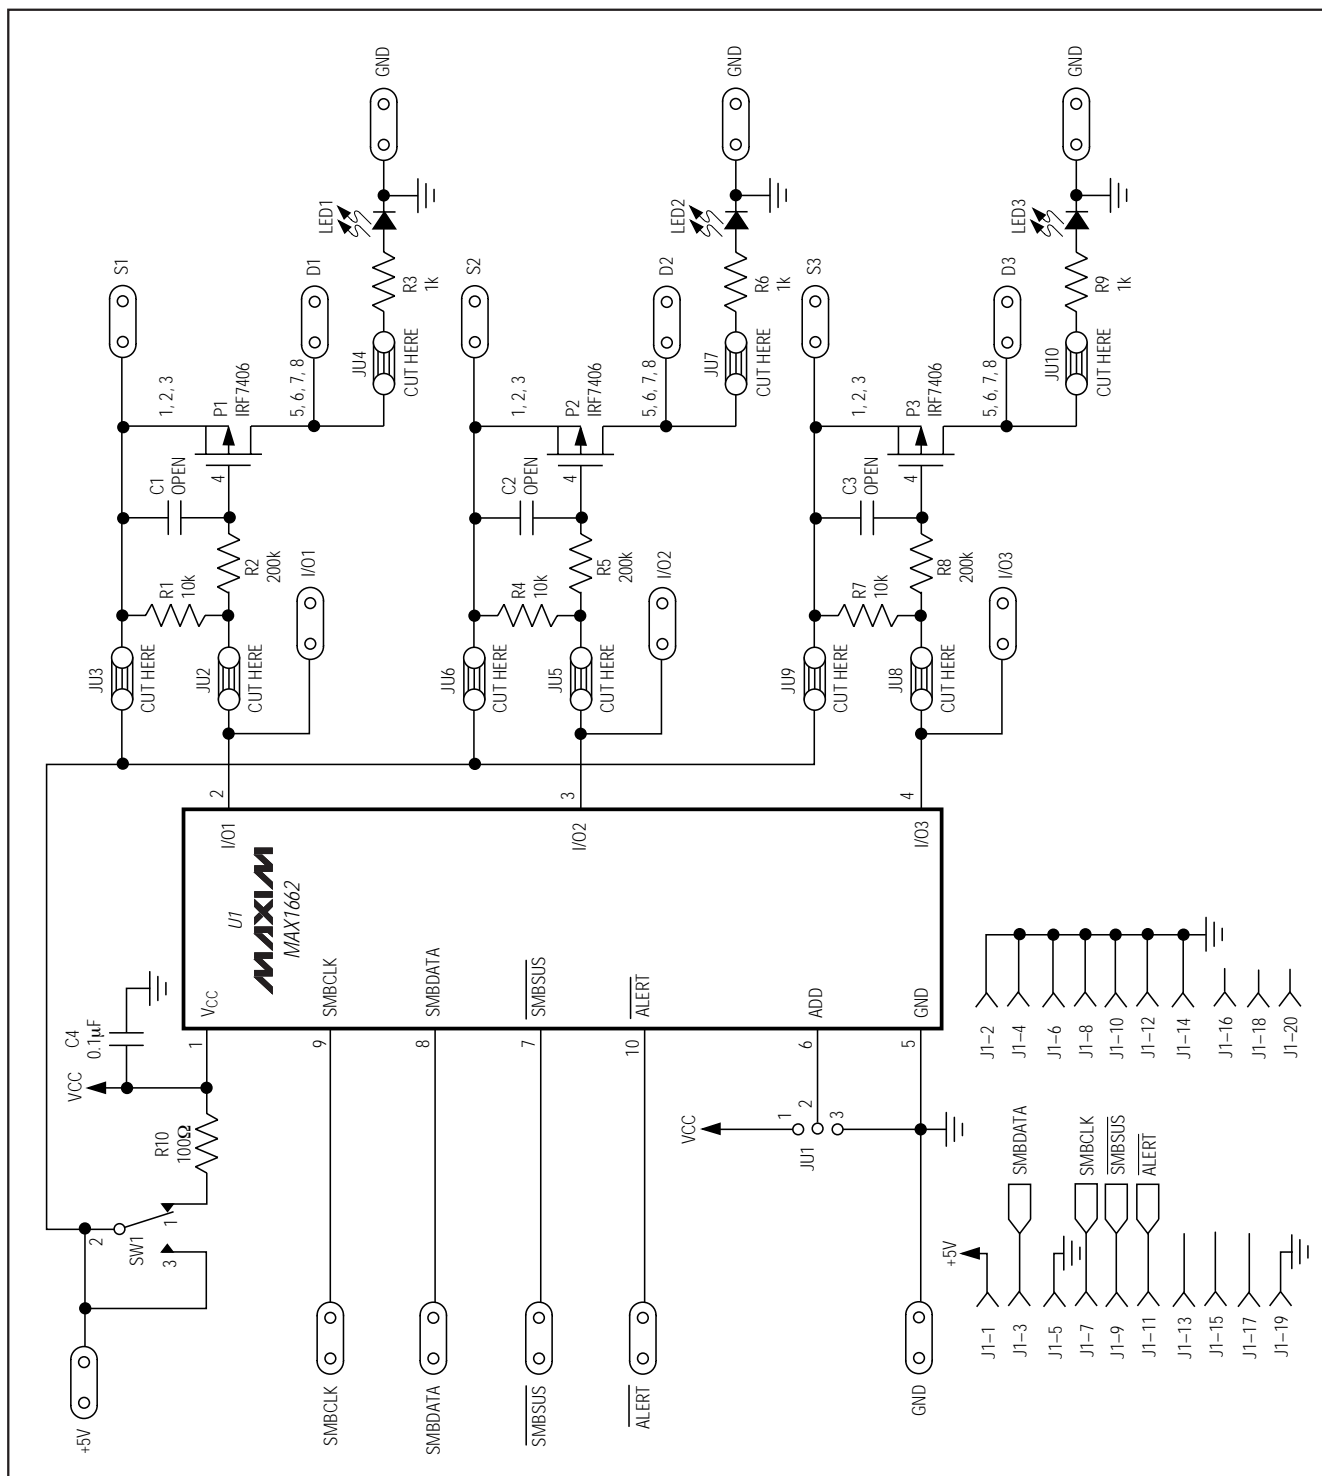 +5V
2
SW1
3
1
R10
100Ω
VCC
C4
0.1µF
SMBCLK
SMBDATA
SMBSUS
ALERT
GND
1
9
8
7
10
6
5
VCC
1
2
3
JU1
VCC
SMBCLK
SMBDATA
SMBSUS
ALERT
ADD
GND
U1
MAXIM
MAX1662
I/O1
I/O2
I/O3
2
3
4
JU3
CUT HERE
JU2
CUT HERE
I/O1
R1
10k
R2
200k
C1
OPEN
4
1, 2, 3
P1
IRF7406
5, 6, 7, 8
S1
D1
JU4
CUT HERE
R3
1k
LED1
GND
JU6
CUT HERE
JU5
CUT HERE
I/O2
R4
10k
R5
200k
C2
OPEN
4
1, 2, 3
P2
IRF7406
5, 6, 7, 8
S2
D2
JU7
CUT HERE
R6
1k
LED2
GND
JU9
CUT HERE
JU8
CUT HERE
I/O3
R7
10k
R8
200k
C3
OPEN
4
1, 2, 3
P3
IRF7406
5, 6, 7, 8
S3
D3
JU10
CUT HERE
R9
1k
LED3
GND
J1–1
+5V
J1–3
SMBDATA
J1–5
J1–7
SMBCLK
J1–9
SMBSUS
J1–11
ALERT
J1–13
J1–15
J1–17
J1–19
J1–2
J1–4
J1–6
J1–8
J1–10
J1–12
J1–14
J1–16
J1–18
J1–20